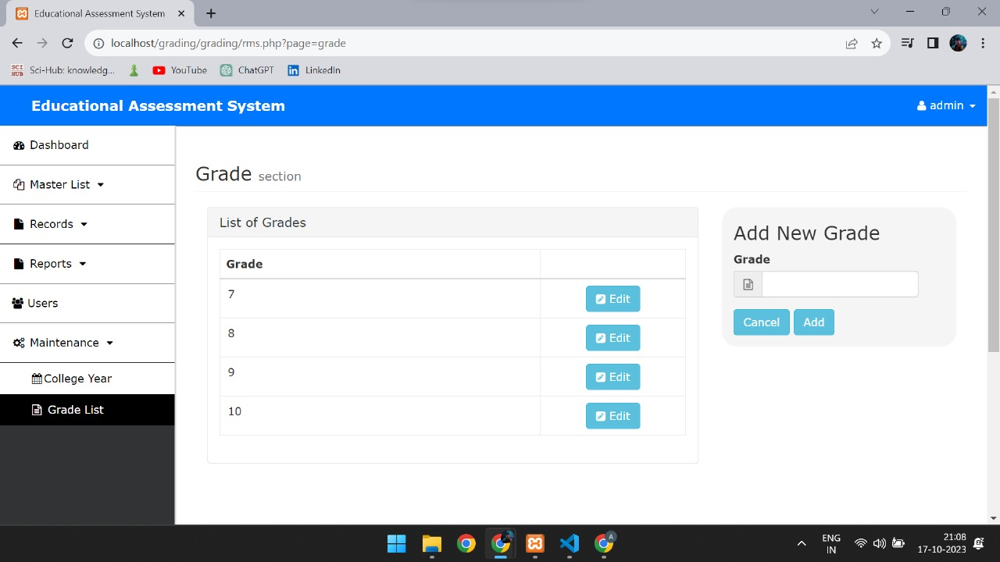 Educational Assessment System
localhost/grading/grading/rms.php?page=grade
SCI HUB Sci-Hub: knowledg... YouTube ChatGPT LinkedIn
Educational Assessment System admin
Dashboard
Master List
Records
Reports
Users
Maintenance
College Year
Grade List
Grade section
List of Grades
Grade
7 Edit
8 Edit
9 Edit
10 Edit
Add New Grade
Grade
Cancel Add
A
ENG
IN
21:08
17-10-2023